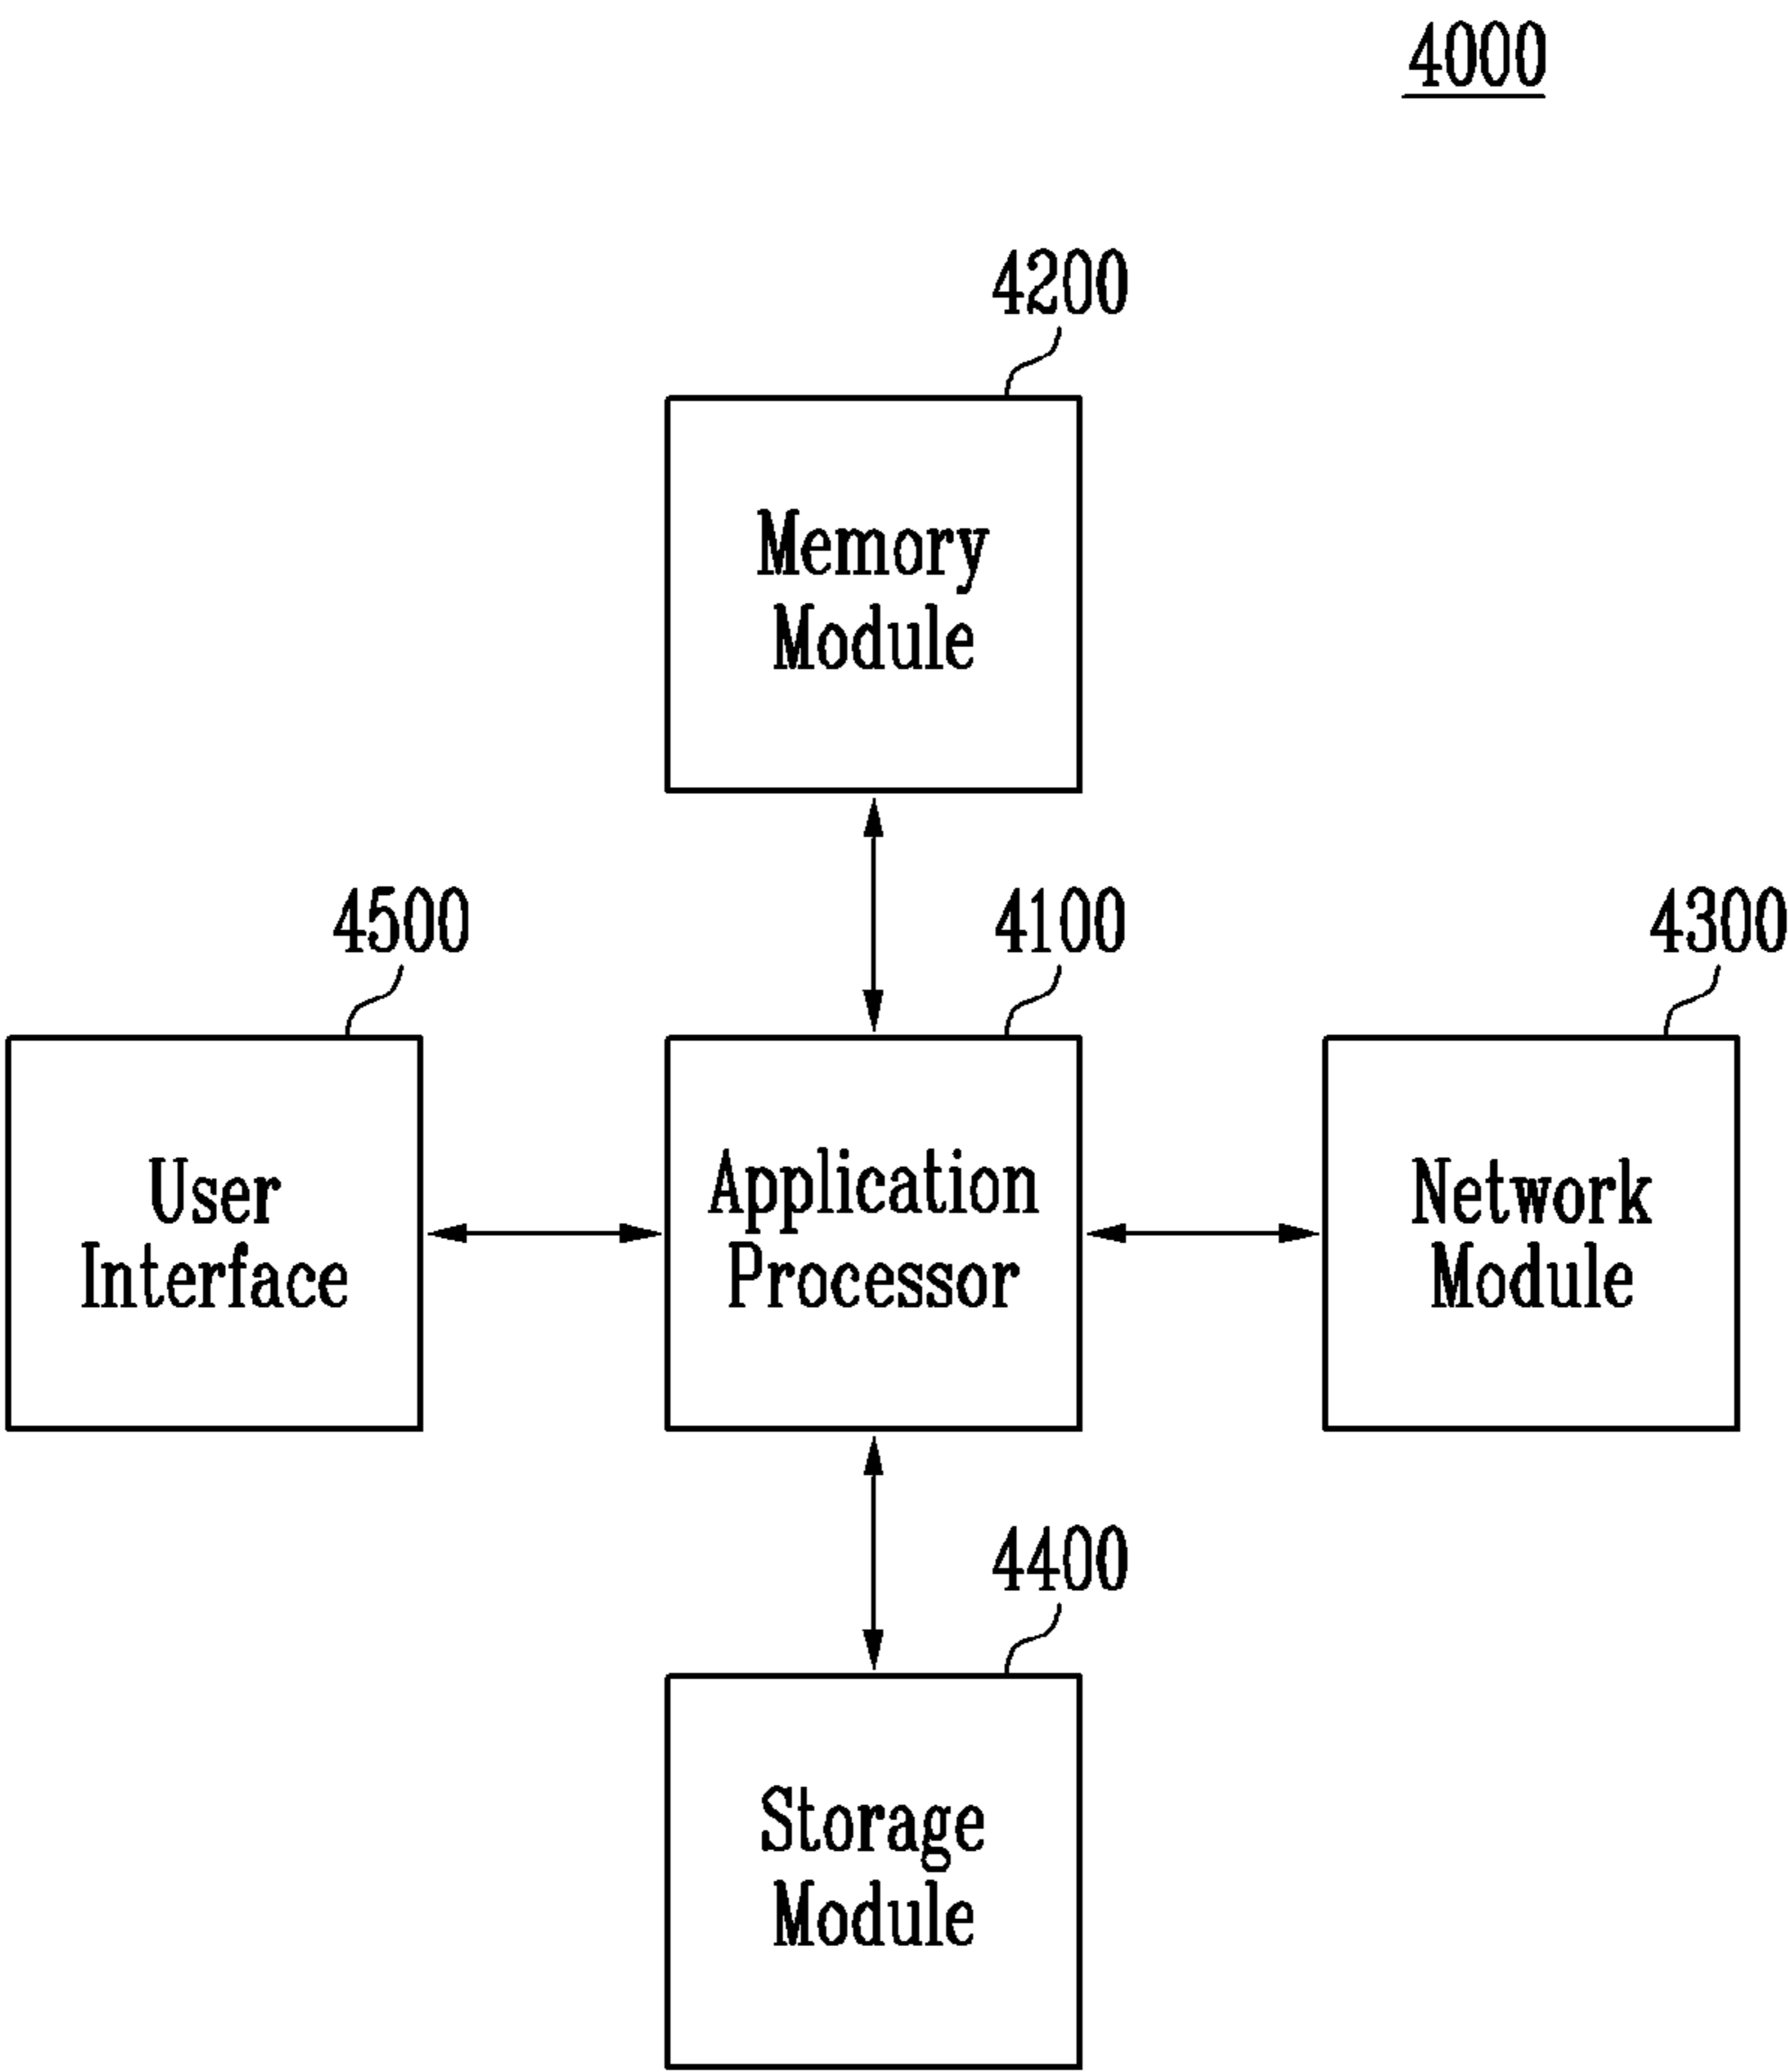 4000
4200
Memory
Module
4500
4100
4300
User
Interface
Application
Processor
Network
Module
4400
Storage
Module